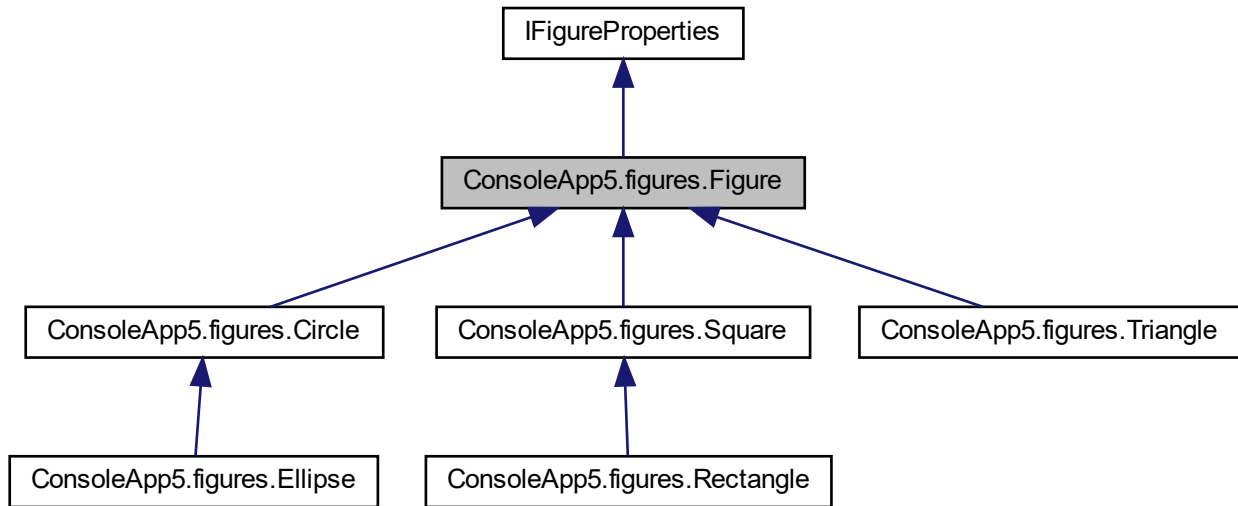 IFigureProperties
ConsoleApp5.figures.Figure
ConsoleApp5.figures.Circle
ConsoleApp5.figures.Square
ConsoleApp5.figures.Triangle
ConsoleApp5.figures.Ellipse
ConsoleApp5.figures.Rectangle